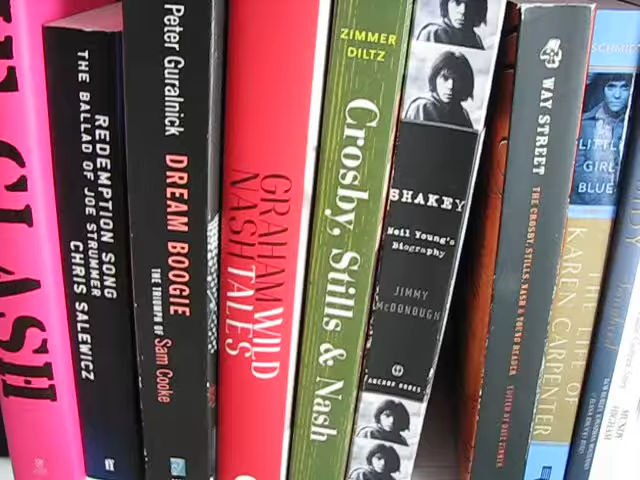 CLASH
REDEMPTION SONG
THE BALLAD OF JOE STRUMMER
CHRIS SALEWICZ
Peter Guralnick
DREAM BOOGIE
THE TRIUMPH OF Sam Cooke
GRAHAM NASH
WILD TALES
ZIMMER
DILTZ
Crosby, Stills & Nash
SHAKEY
Neil Young's
Biography
JIMMY
McDONOUGH
ANCHOR BOOKS
4 WAY STREET
THE CROSBY, STILLS, NASH & YOUNG READER
EDITED BY DAVE ZIMMER
SCHMIDT
LITTLE
GIRL
BLUE
THE LIFE OF
KAREN CARPENTER